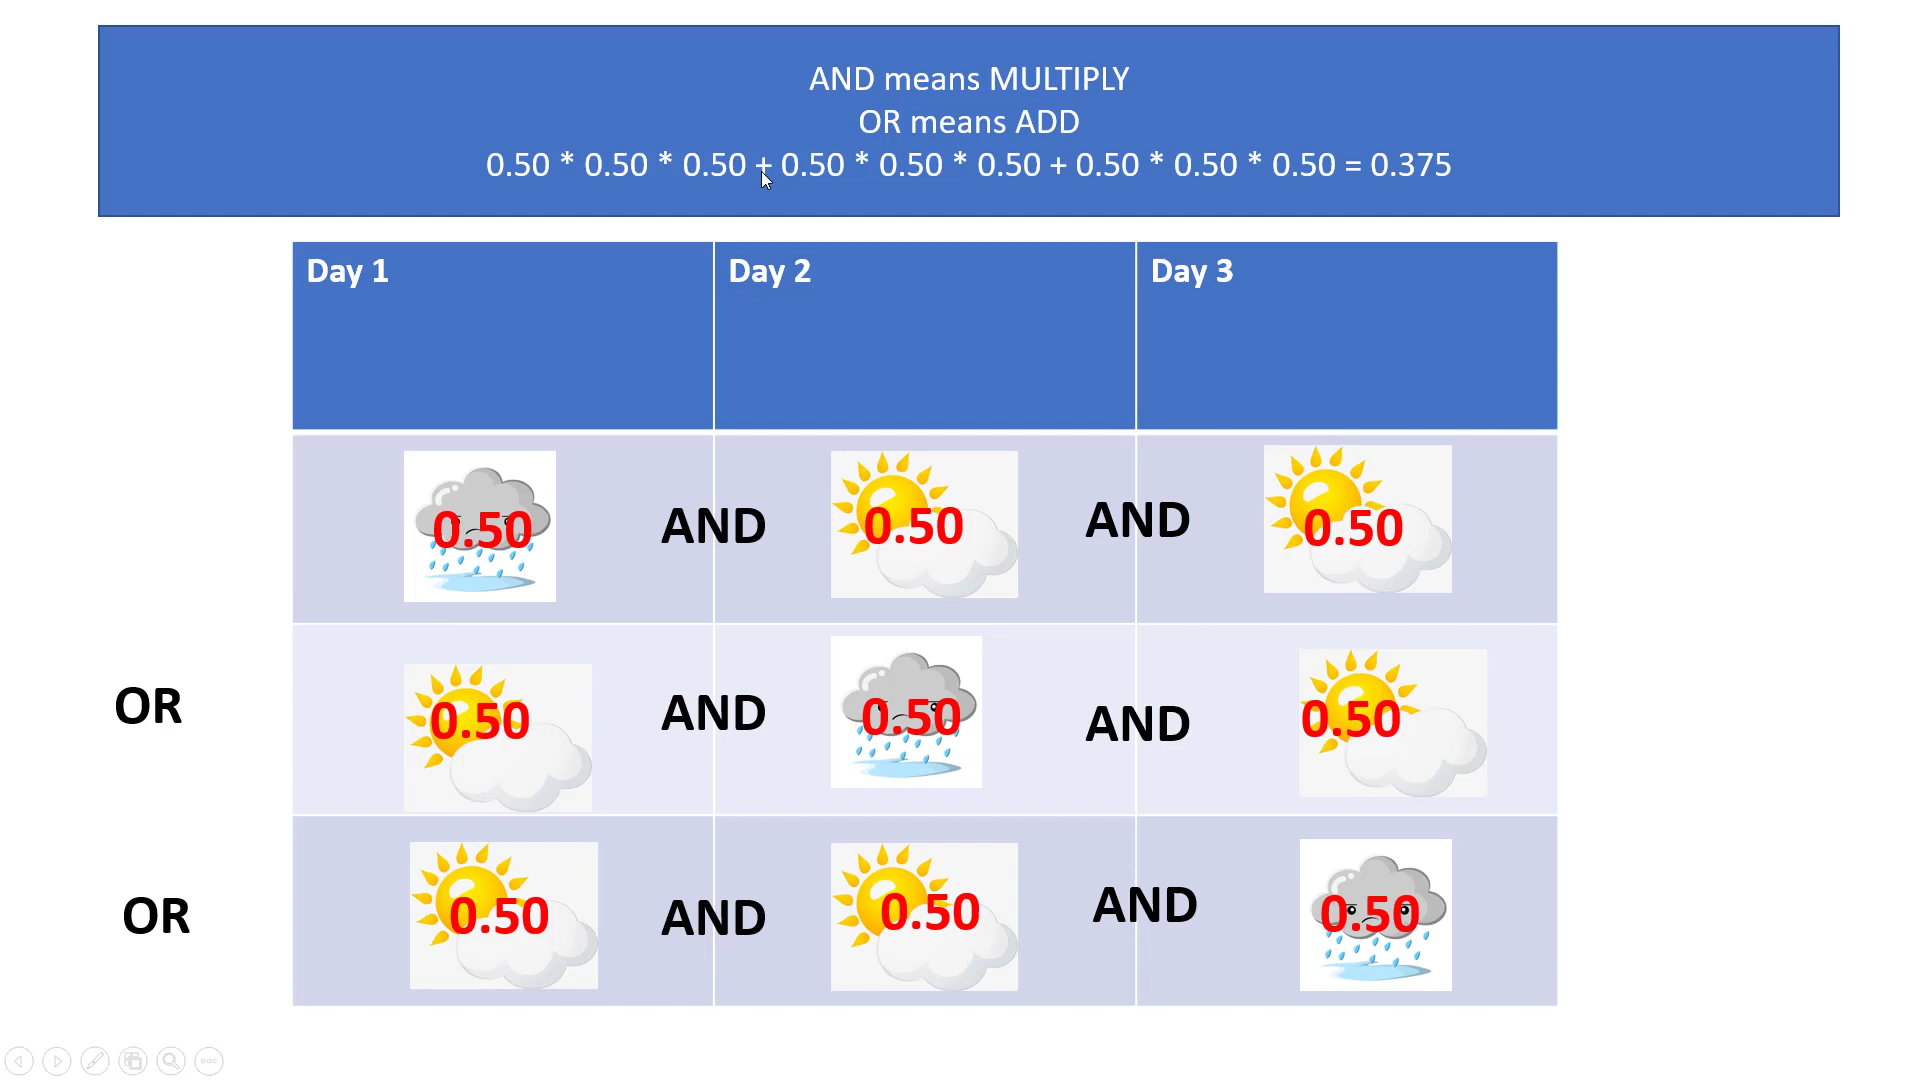 AND means MULTIPLY
OR means ADD
0.50 * 0.50 * 0.50 + 0.50 * 0.50 * 0.50 + 0.50 * 0.50 * 0.50 = 0.375
Day 1 Day 2 Day 3
0.50 AND 0.50 AND 0.50
OR 0.50 AND 0.50 AND 0.50
OR 0.50 AND 0.50 AND 0.50